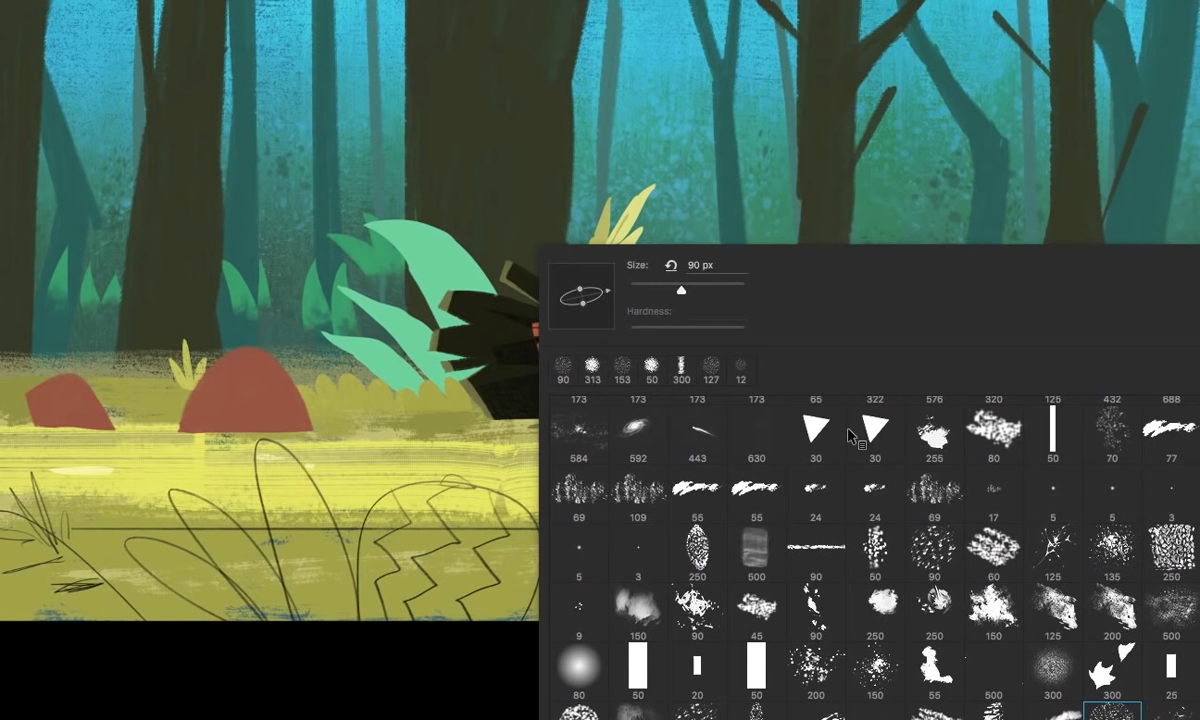 Size: 90 px
Hardness:
90 313 153 50 300 127 12
173 173 173 173 65 322 576 320 125 432 688
584 592 443 630 30 30 255 80 50 70 77
69 109 55 55 24 24 69 17 5 5 3
5 3 250 500 90 50 90 60 125 135 250
9 150 90 45 90 250 250 150 125 200 500
80 50 20 50 200 150 55 500 300 300 25